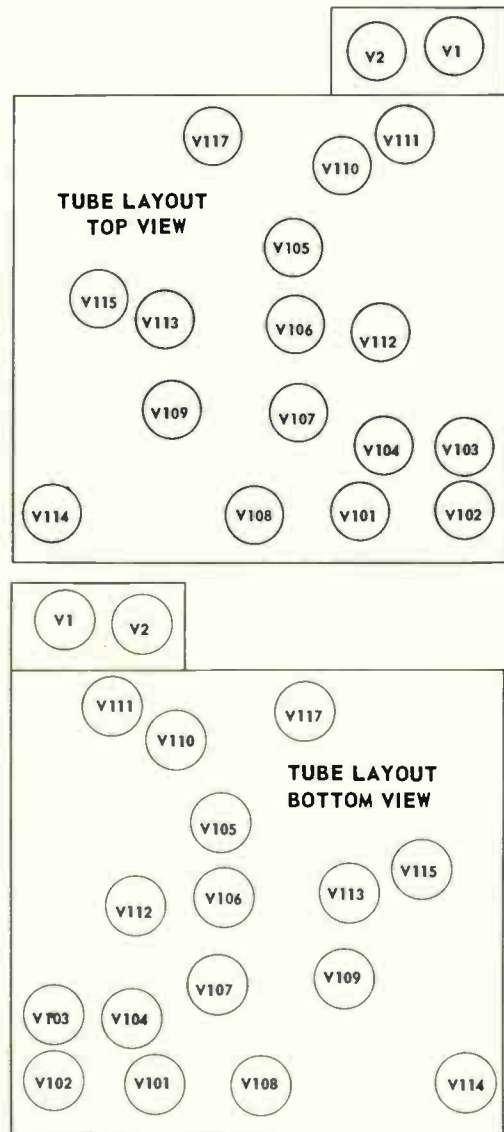 V2 V1
V117
V111
V110
TUBE LAYOUT
TOP VIEW
V105
V115
V113
V106
V112
V109
V107
V104
V103
V114
V108
V101
V102
V1 V2
V111
V117
V110
TUBE LAYOUT
BOTTOM VIEW
V105
V115
V113
V106
V112
V109
V107
V103
V104
V102
V101
V108
V114